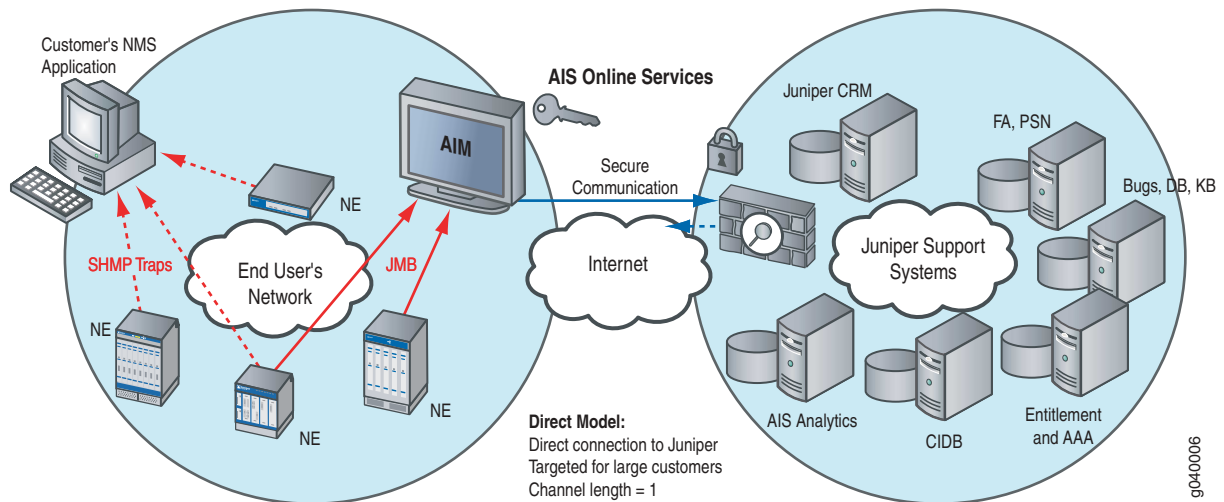 Customer's NMS
Application
AIS Online Services
Juniper CRM
FA, PSN
AIM
Bugs, DB, KB
Secure
Communication
NE
SHMP Traps
End User's
Network
JMB
Internet
Juniper Support
Systems
NE
NE
NE
AIS Analytics
CIDB
Entitlement
and AAA
Direct Model:
Direct connection to Juniper
Targeted for large customers
Channel length = 1
g040006